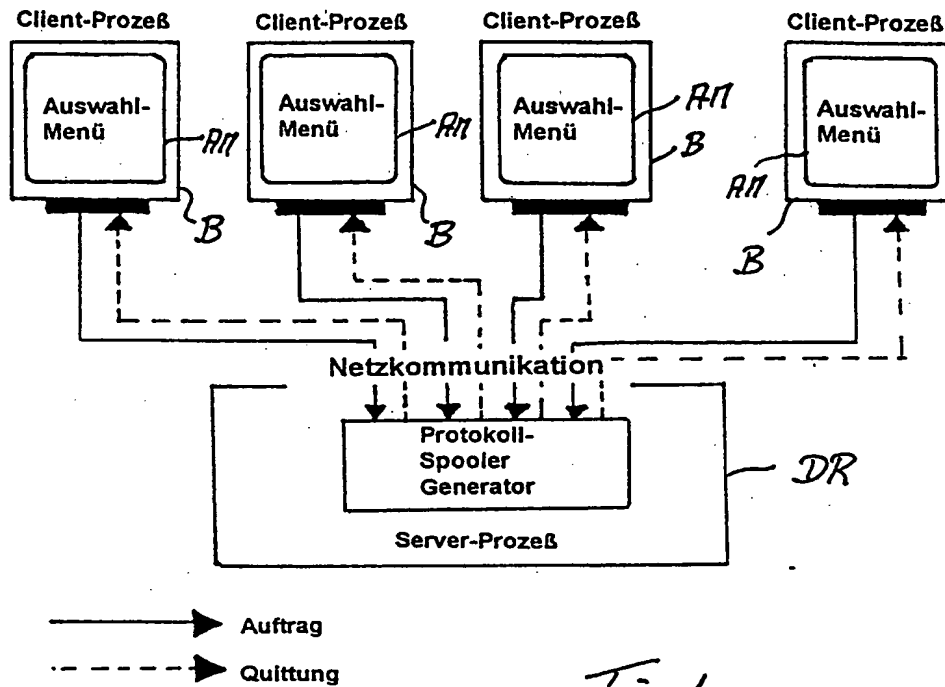 Client-Prozeß Client-Prozeß Client-Prozeß Client-Prozeß
Auswahl-
Menü
AM
B
Auswahl-
Menü
AM
B
Auswahl-
Menü
AM
B
Auswahl-
Menü
AM
B
Netzkommunikation
Protokoll-
Spooler
Generator
DR
Server-Prozeß
Auftrag
Quittung